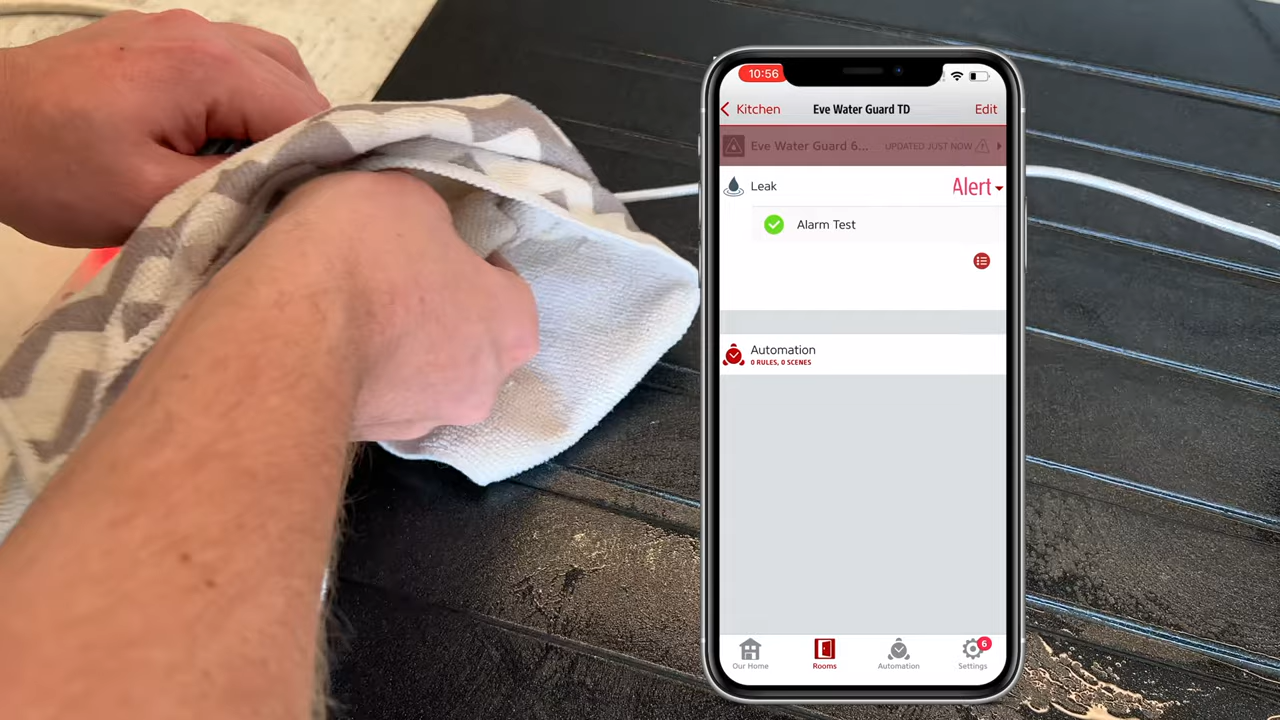 10:56
Kitchen
Eve Water Guard TD
Edit
Eve Water Guard 6...
UPDATED JUST NOW
Leak
Alert
Alarm Test
Automation
0 RULES, 0 SCENES
Our Home
Rooms
Automation
Settings
6